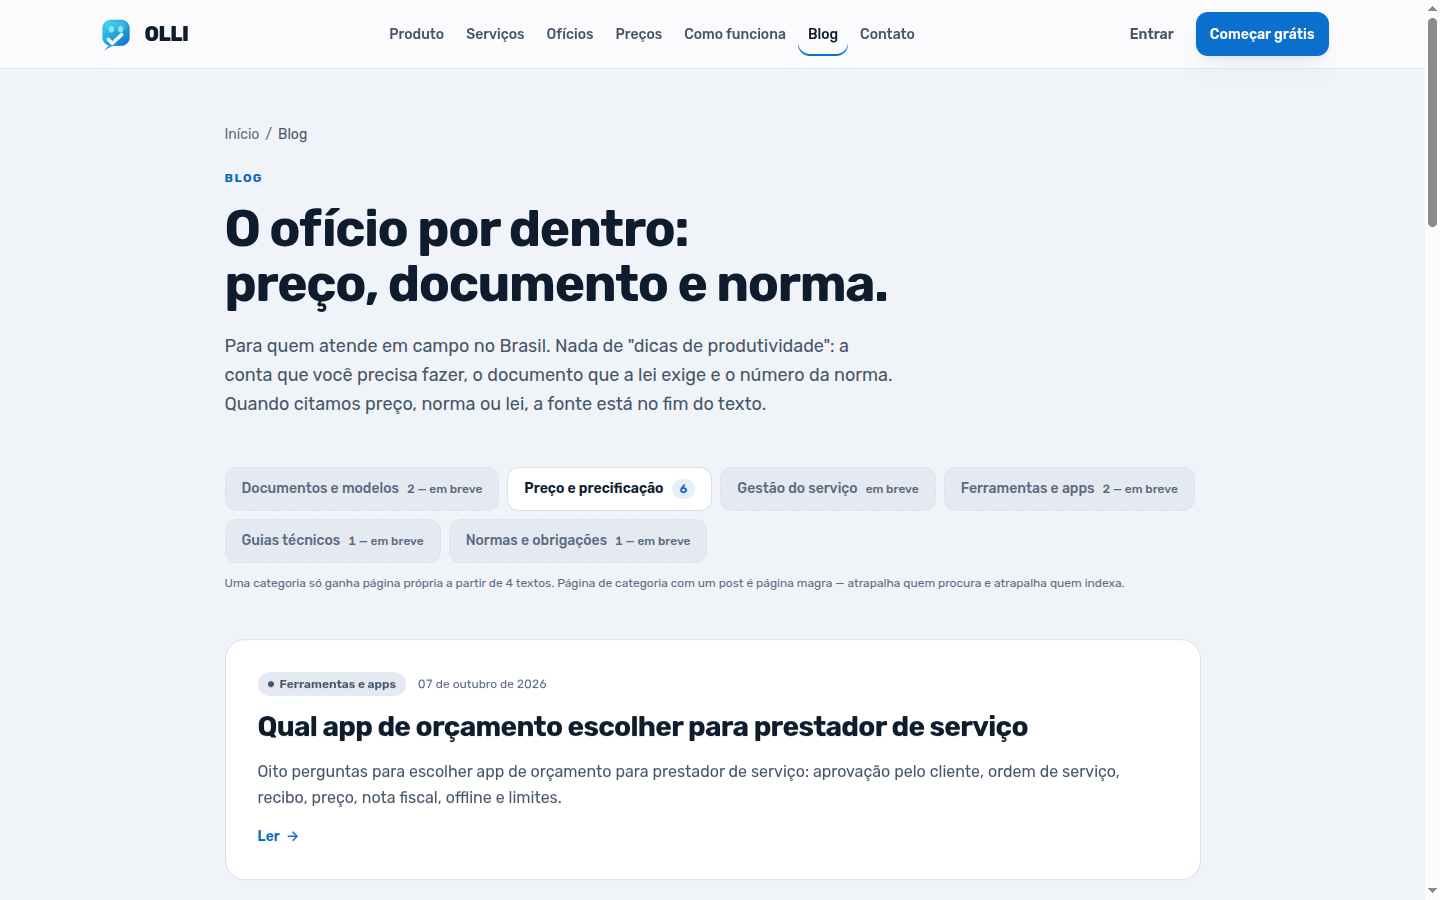 OLLI
Produto Serviços Ofícios Preços Como funciona Blog Contato
Entrar Começar grátis
Início / Blog
BLOG
O ofício por dentro:
preço, documento e norma.
Para quem atende em campo no Brasil. Nada de "dicas de produtividade": a
conta que você precisa fazer, o documento que a lei exige e o número da norma.
Quando citamos preço, norma ou lei, a fonte está no fim do texto.
Documentos e modelos 2 — em breve Preço e precificação 6 Gestão do serviço em breve Ferramentas e apps 2 — em breve
Guias técnicos 1 — em breve Normas e obrigações 1 — em breve
Uma categoria só ganha página própria a partir de 4 textos. Página de categoria com um post é página magra — atrapalha quem procura e atrapalha quem indexa.
Ferramentas e apps 07 de outubro de 2026
Qual app de orçamento escolher para prestador de serviço
Oito perguntas para escolher app de orçamento para prestador de serviço: aprovação pelo cliente, ordem de serviço,
recibo, preço, nota fiscal, offline e limites.
Ler →